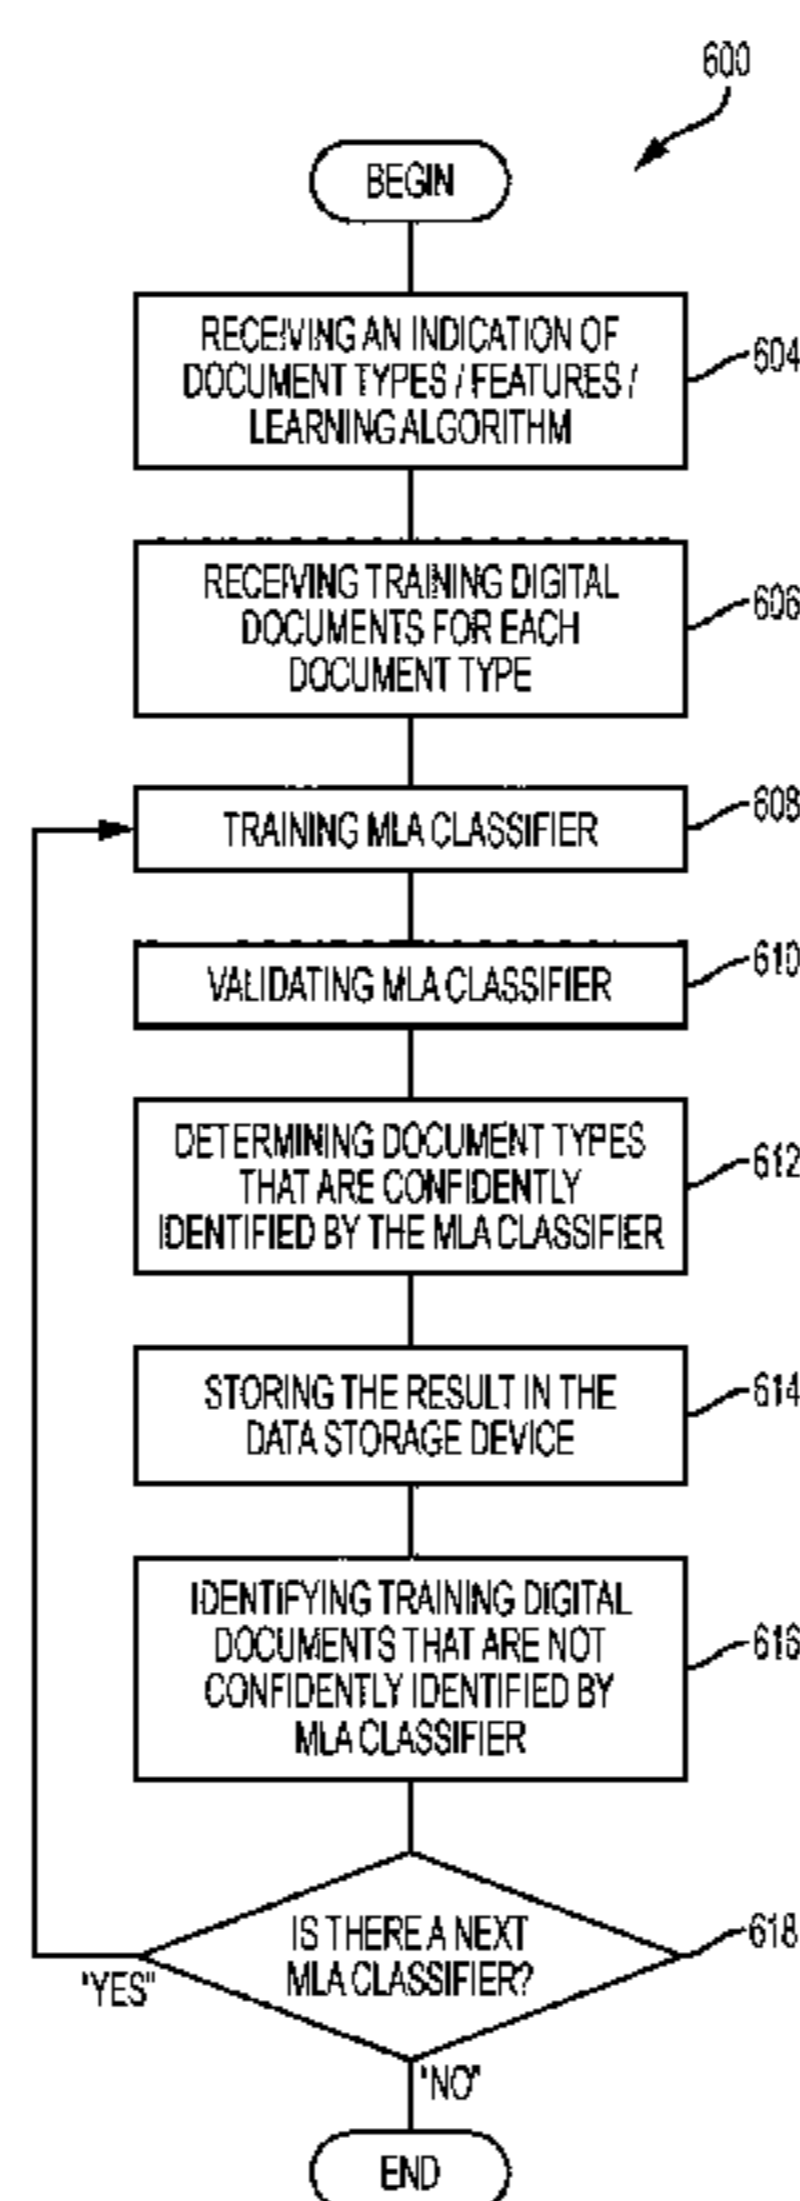 600
BEGIN
RECEIVING AN INDICATION OF
DOCUMENT TYPES / FEATURES /
LEARNING ALGORITHM
604
RECEIVING TRAINING DIGITAL
DOCUMENTS FOR EACH
DOCUMENT TYPE
606
TRAINING MLA CLASSIFIER
608
VALIDATING MLA CLASSIFIER
610
DETERMINING DOCUMENT TYPES
THAT ARE CONFIDENTLY
IDENTIFIED BY THE MLA CLASSIFIER
612
STORING THE RESULT IN THE
DATA STORAGE DEVICE
614
IDENTIFYING TRAINING DIGITAL
DOCUMENTS THAT ARE NOT
CONFIDENTLY IDENTIFIED BY
MLA CLASSIFIER
616
IS THERE A NEXT
MLA CLASSIFIER?
618
"YES"
"NO"
END